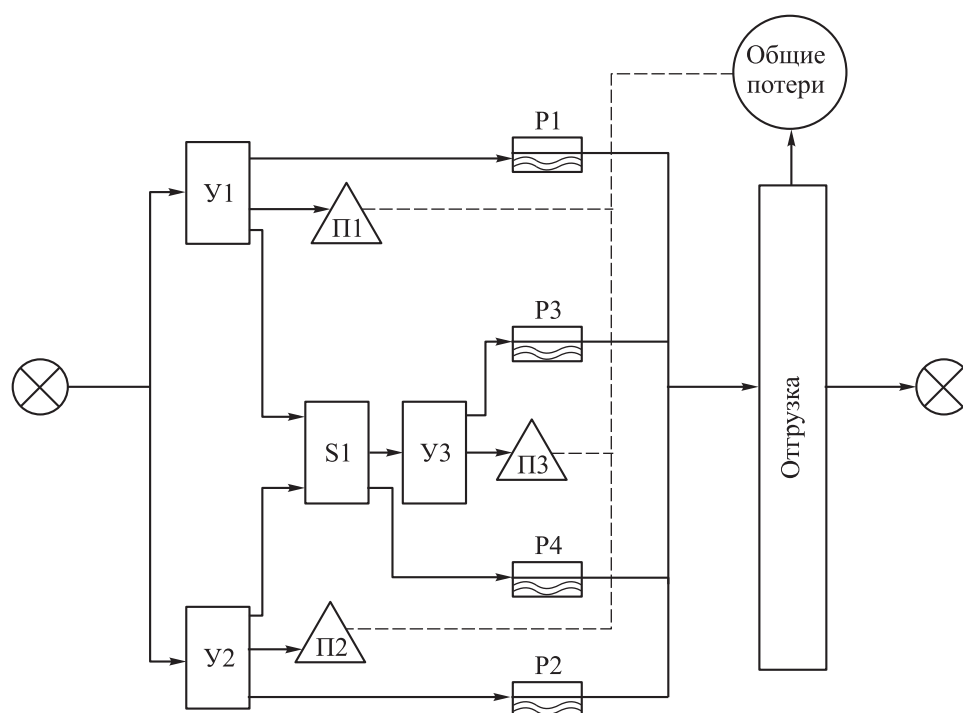 Общие
потери
Р1
У1
П1
Р3
S1
У3
П3
Отгрузка
Р4
У2
П2
Р2